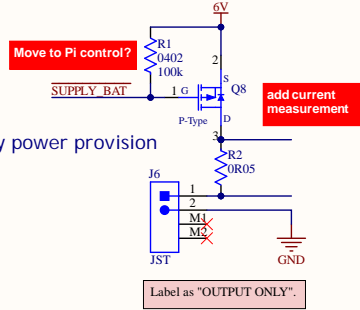 6V
Move to Pi control?
R1
0402
100k
2
S
SUPPLY_BAT
1
G
Q8
P-Type
D
3
add current
measurement
y power provision
R2
0R05
J6
1
2
M1
M2
JST
GND
Label as "OUTPUT ONLY".